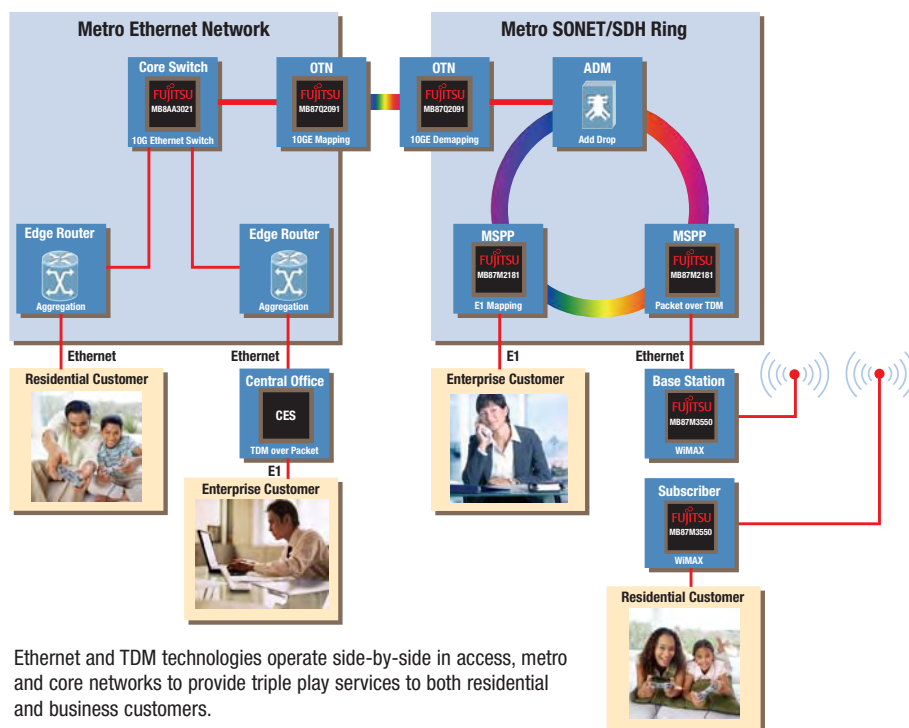 Metro Ethernet Network
Core Switch
FUJITSU
MB8AA3021
10G Ethernet Switch
OTN
FUJITSU
MB87Q2091
10GE Mapping
Edge Router
Aggregation
Edge Router
Aggregation
Metro SONET/SDH Ring
OTN
FUJITSU
MB87Q2091
10GE Demapping
ADM
Add Drop
MSPP
FUJITSU
MB87M2181
E1 Mapping
MSPP
FUJITSU
MB87M2181
Packet over TDM
Ethernet
Residential Customer
Ethernet
Central Office
CES
TDM over Packet
E1
Enterprise Customer
E1
Enterprise Customer
Ethernet
Base Station
FUJITSU
MB87M3550
WiMAX
Subscriber
FUJITSU
MB87M3550
WiMAX
Residential Customer
Ethernet and TDM technologies operate side-by-side in access, metro
and core networks to provide triple play services to both residential
and business customers.